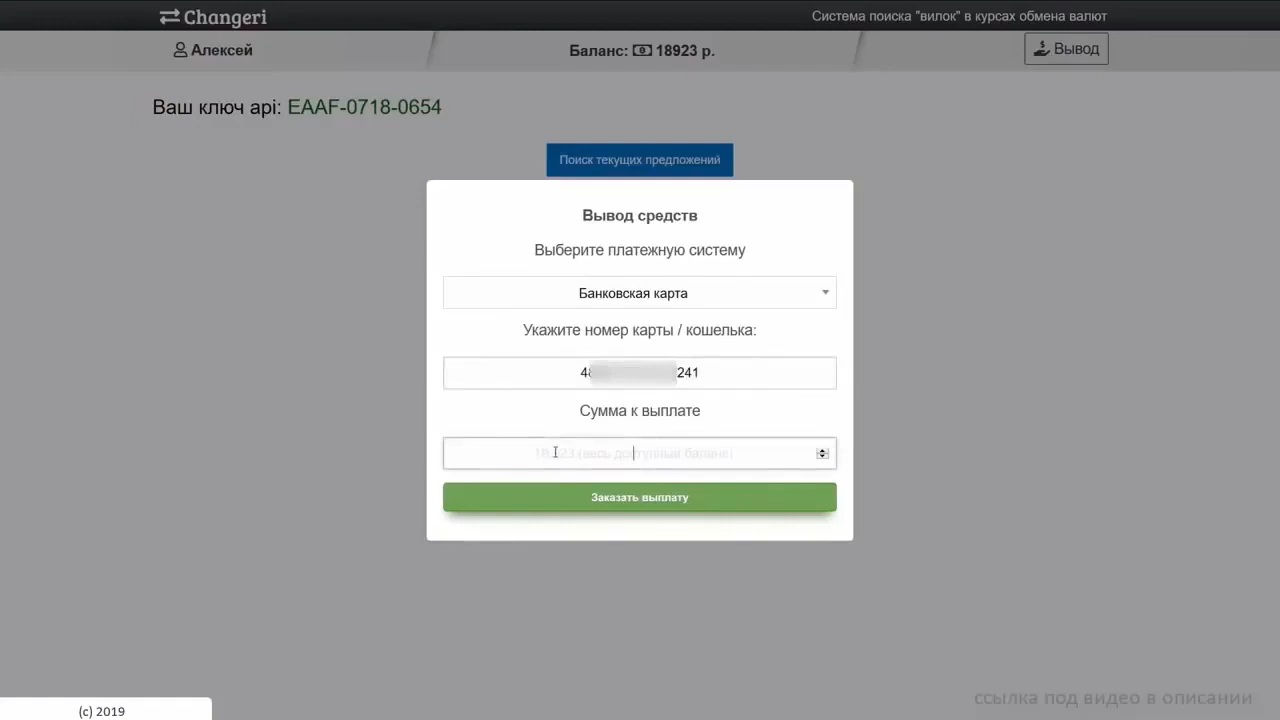 Changeri
Система поиска "вилок" в курсах обмена валют
Алексей
Баланс: 18923 р.
Вывод
Ваш ключ api: EAAF-0718-0654
Поиск текущих предложений
Вывод средств
Выберите платежную систему
Банковская карта
Укажите номер карты / кошелька:
48 241
Сумма к выплате
(весь доступный баланс)
Заказать выплату
ссылка под видео в описании
(c) 2019